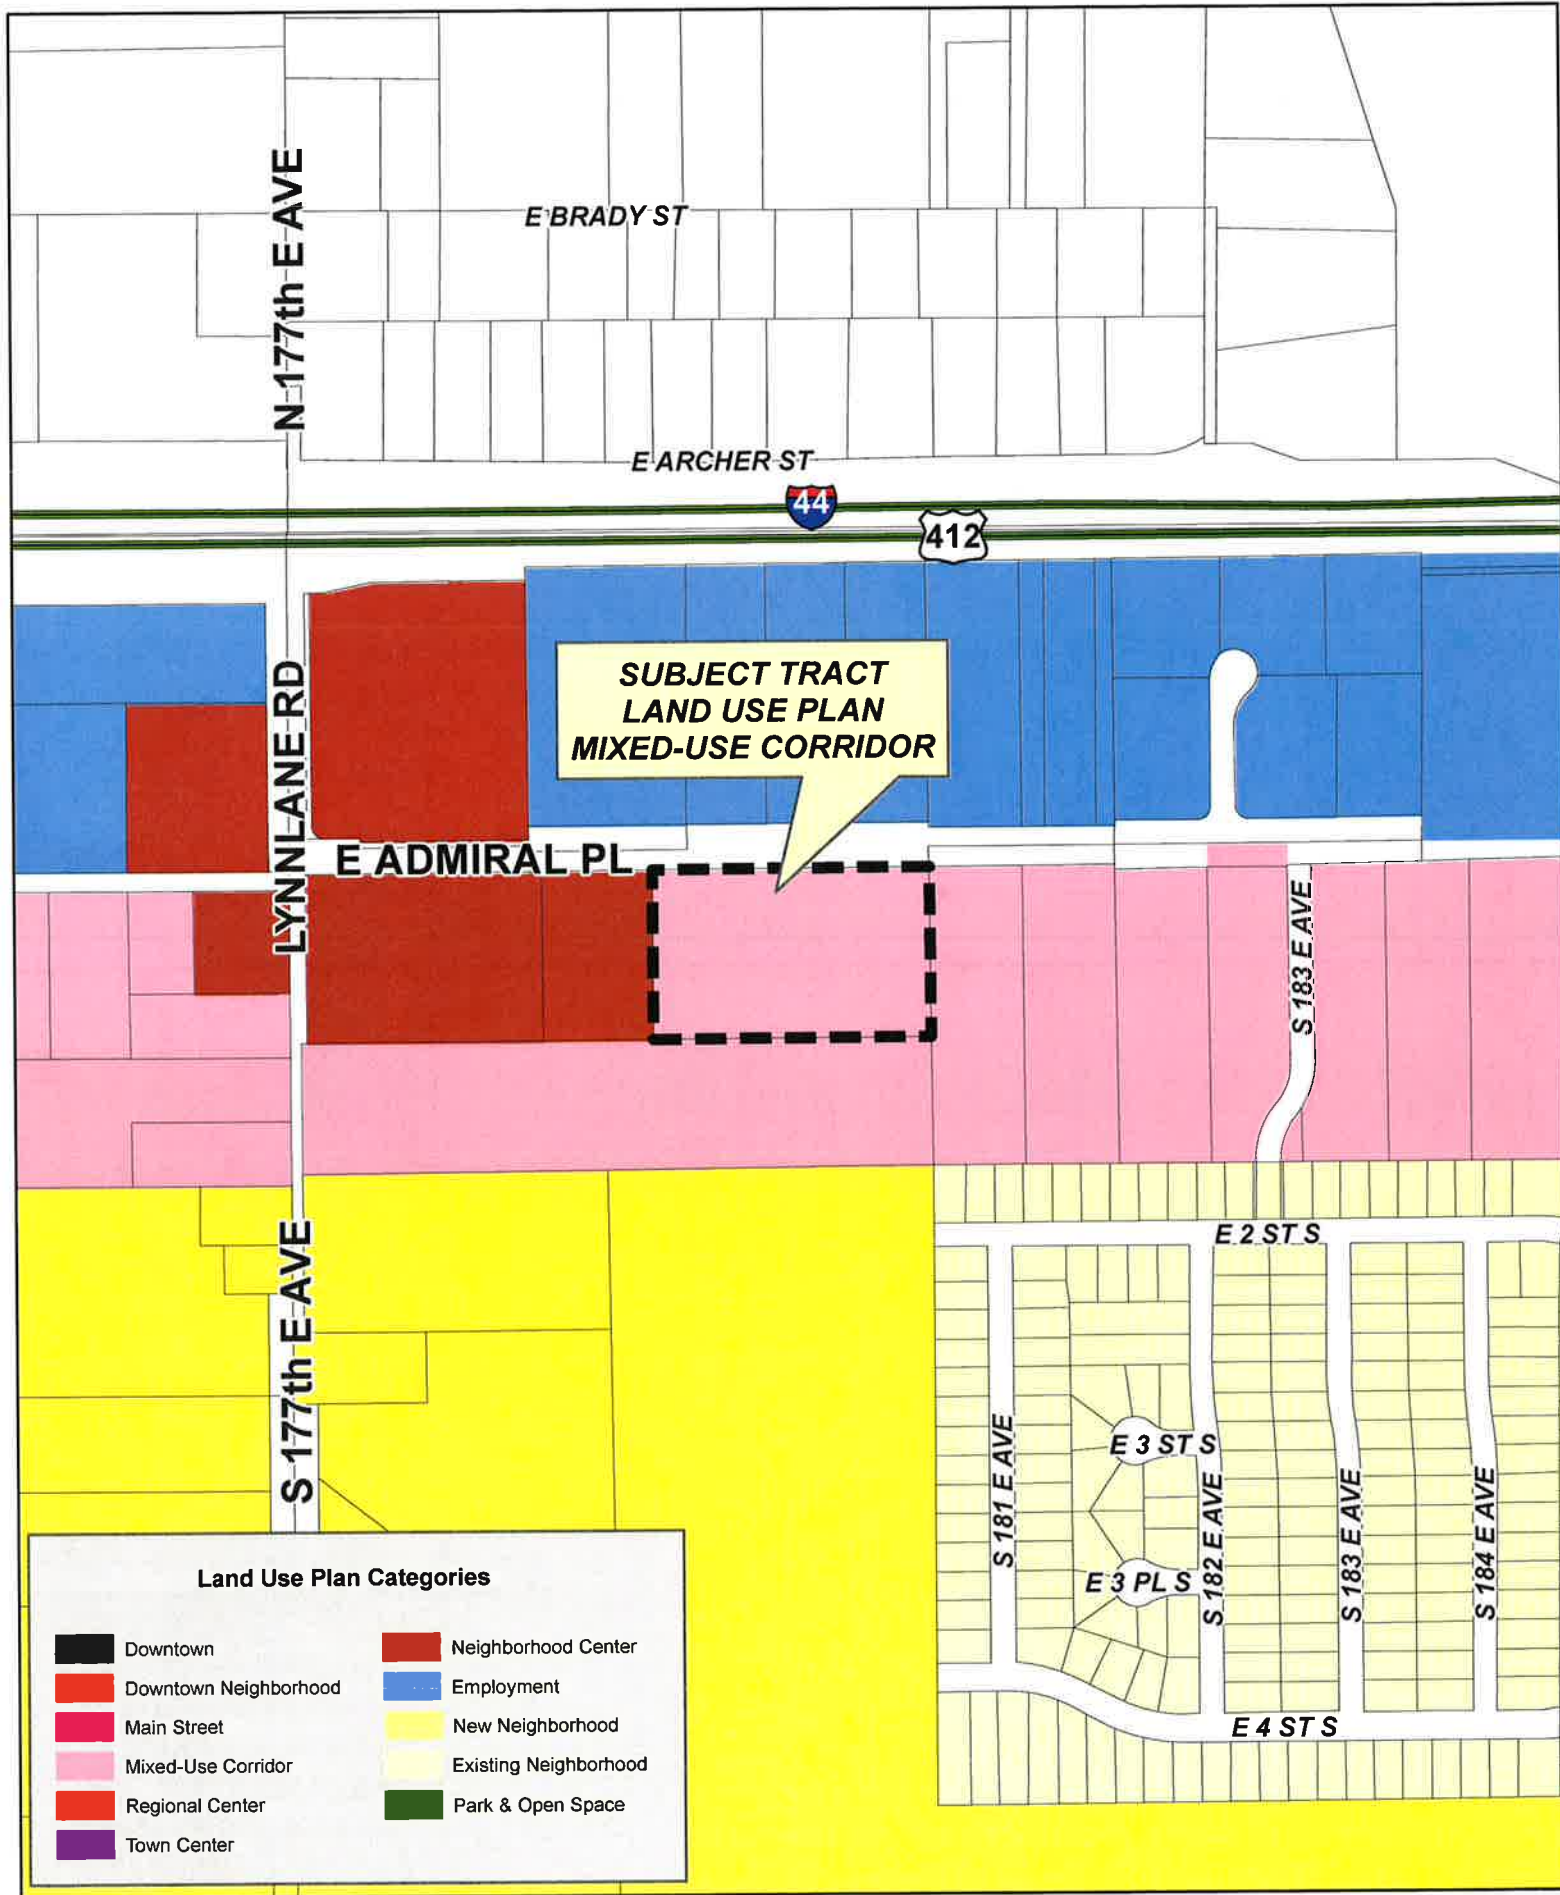 N 177th E AVE
E BRADY ST
E ARCHER ST
44
412
LYNNLANE RD
SUBJECT TRACT
LAND USE PLAN
MIXED-USE CORRIDOR
E ADMIRAL PL
S 183 E AVE
S 177th E AVE
E 2 ST S
S 181 E AVE
E 3 ST S
E 3 PL S
S 182 E AVE
S 183 E AVE
S 184 E AVE
E 4 ST S
Land Use Plan Categories
Downtown
Downtown Neighborhood
Main Street
Mixed-Use Corridor
Regional Center
Town Center
Neighborhood Center
Employment
New Neighborhood
Existing Neighborhood
Park & Open Space